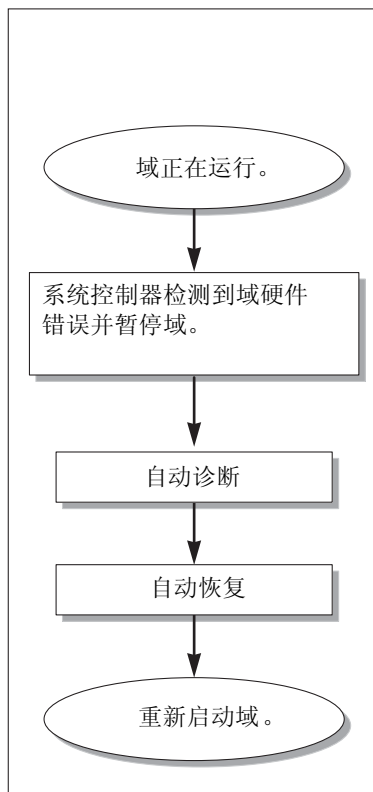 域正在运行。
系统控制器检测到域硬件
错误并暂停域。
自动诊断
自动恢复
重新启动域。